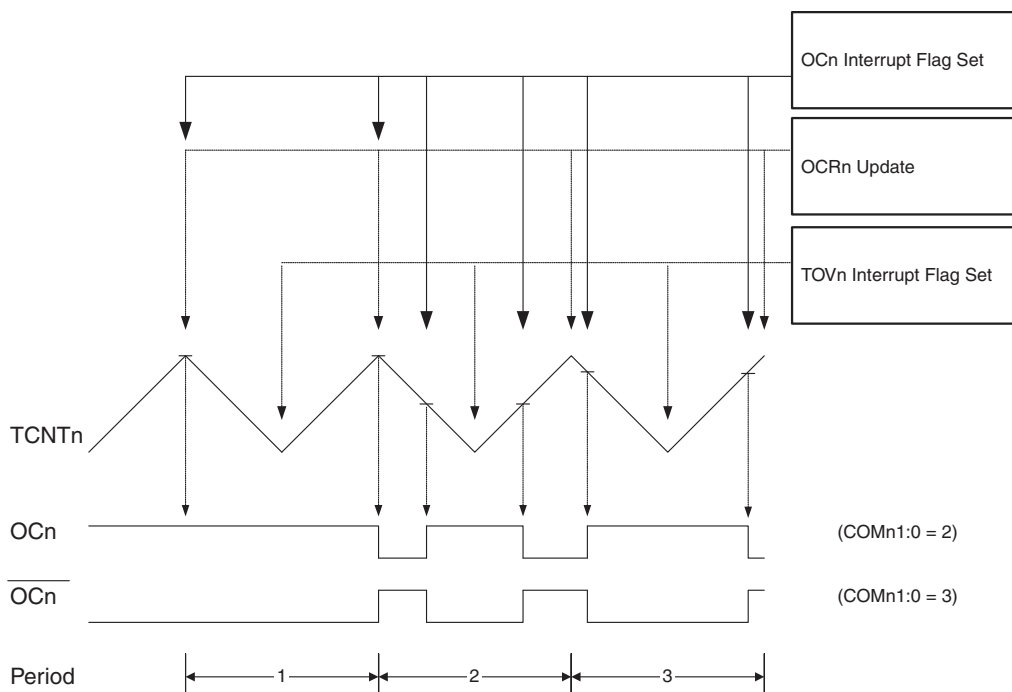 OCn Interrupt Flag Set
OCRn Update
TOVn Interrupt Flag Set
TCNTn
OCn
(COMn1:0 = 2)
OCn
(COMn1:0 = 3)
Period
1
2
3